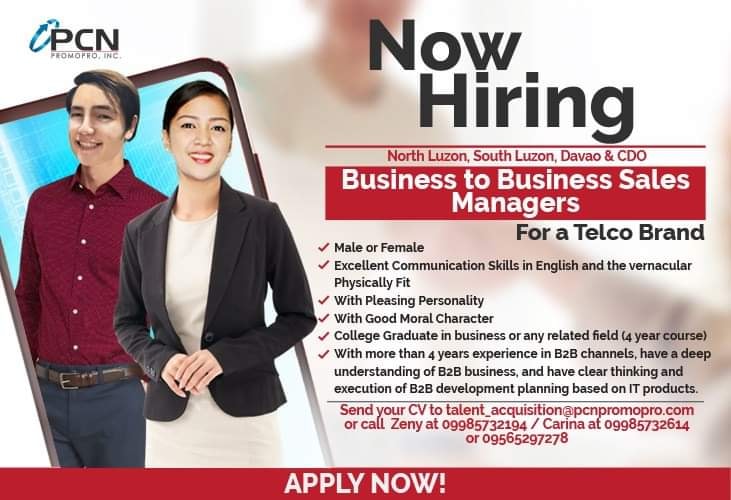 PCN
PROMOPRO, INC.
Now
Hiring
North Luzon, South Luzon, Davao & CDO
Business to Business Sales
Managers
For a Telco Brand
Male or Female
Excellent Communication Skills in English and the vernacular
Physically Fit
With Pleasing Personality
With Good Moral Character
College Graduate in business or any related field (4 year course)
With more than 4 years experience in B2B channels, have a deep
understanding of B2B business, and have clear thinking and
execution of B2B development planning based on IT products.
Send your CV to talent_acquisition@pcnpromopro.com
or call Zeny at 09985732194 / Carina at 09985732614
or 09565297278
APPLY NOW!